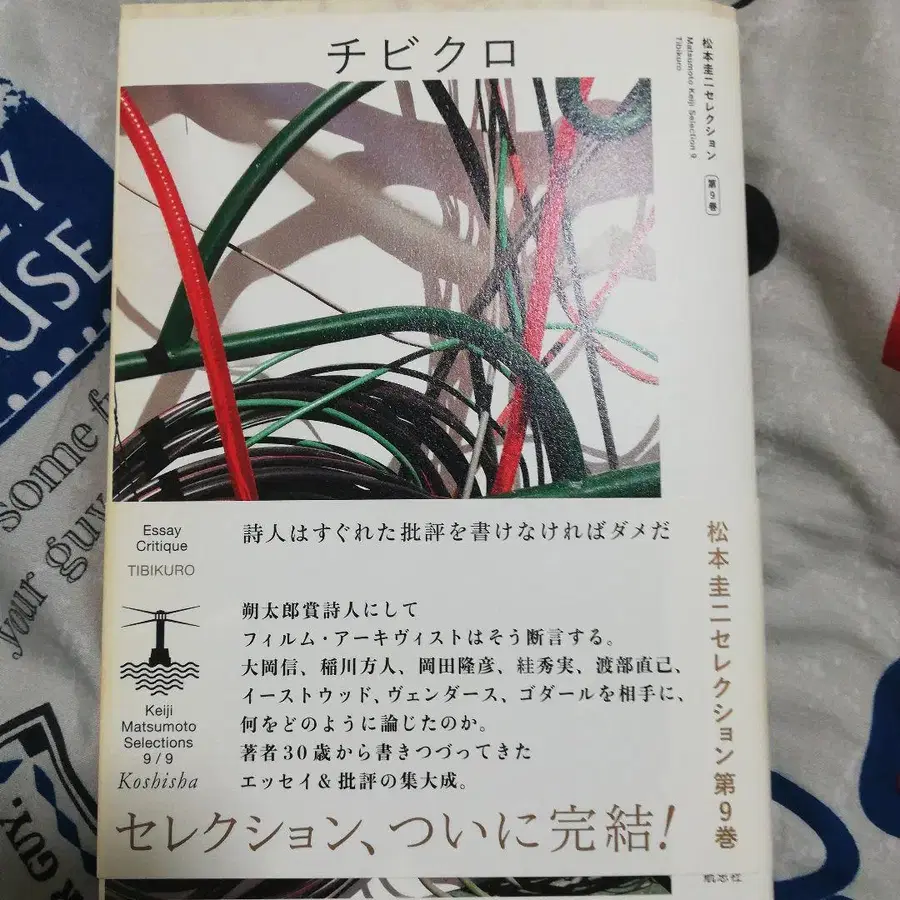 チビクロ
松本圭二セレクション 第9巻
Matsumoto Keiji Selection 9
Tibikuro
Essay
Critique
TIBIKURO
詩人はすぐれた批評を書けなければダメだ
朔太郎賞詩人にして
フィルム・アーキヴィストはそう断言する。
大岡信、稲川方人、岡田隆彦、絓秀実、渡部直己、
イーストウッド、ヴェンダース、ゴダールを相手に、
何をどのように論じたのか。
著者30歳から書きつづってきた
エッセイ&批評の集大成。
Keiji
Matsumoto
Selections
9/9
Koshisha
セレクション、ついに完結!
松本圭二セレクション第9巻
航思社
USE
some
your guy
GUY.